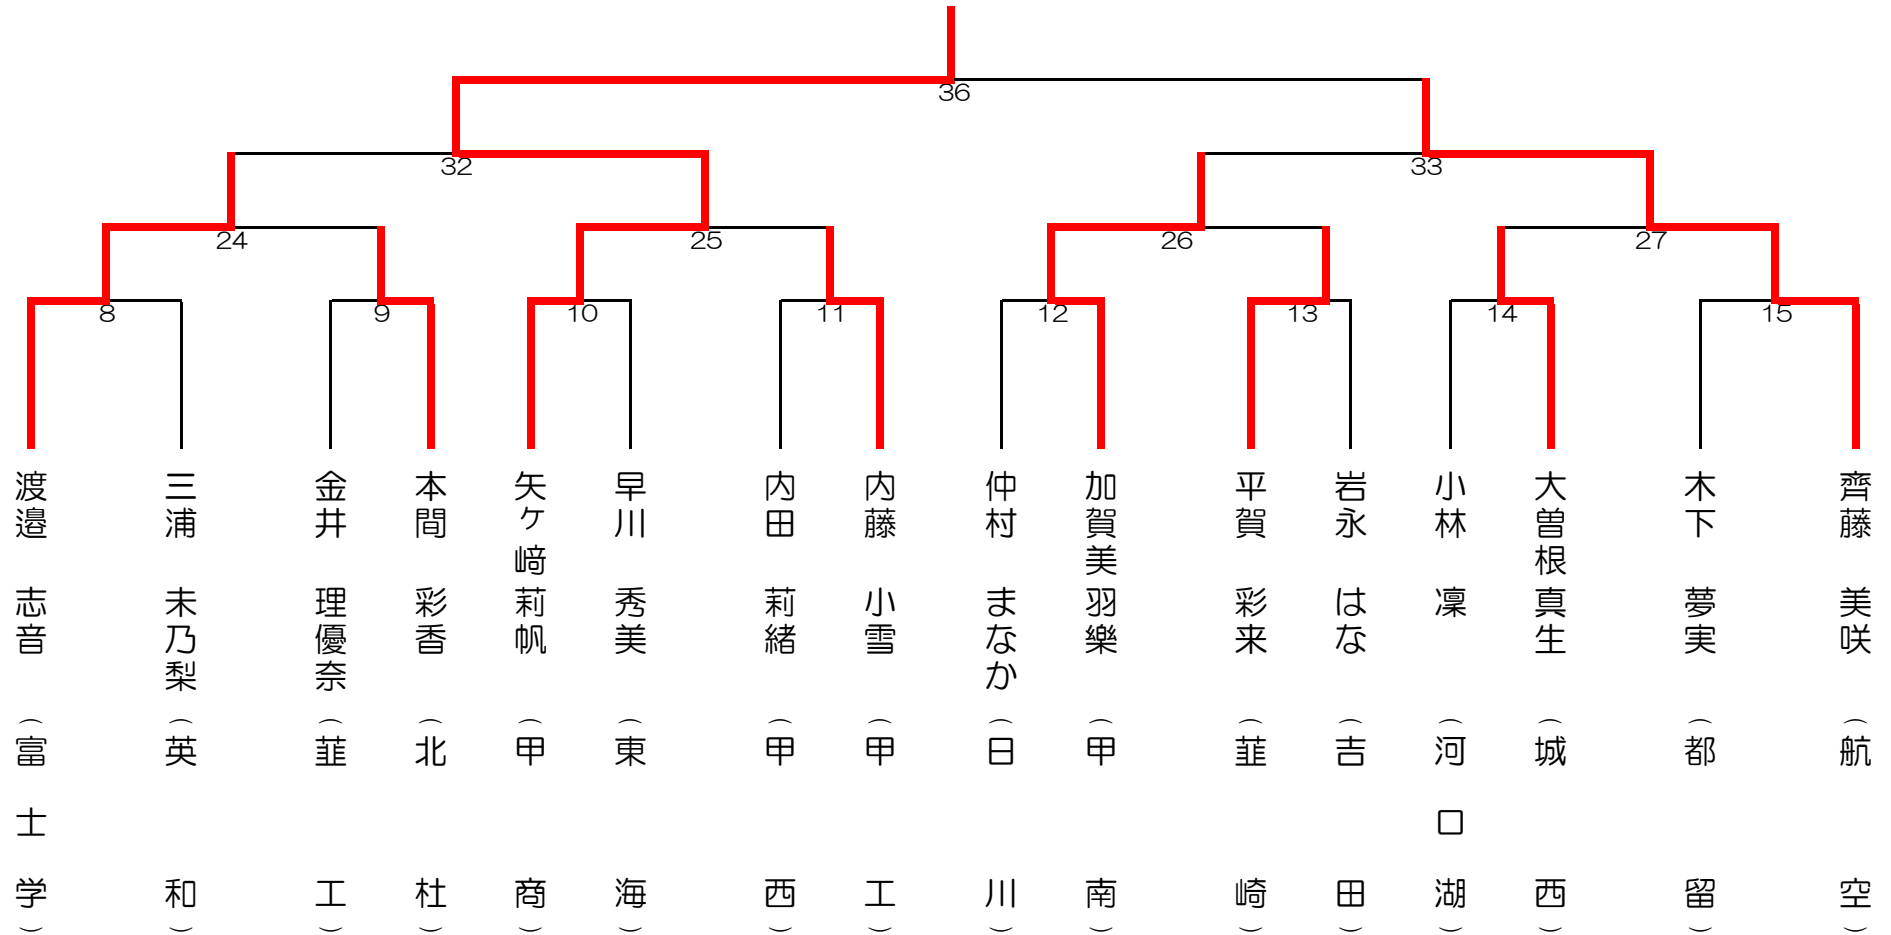 36
32
33
24
25
26
27
8
9
10
11
12
13
14
15
渡邉 志音 （富士学）
三浦 未乃梨 （英和）
金井 理優奈 （韮工）
本間 彩香 （北杜）
矢ケ﨑 莉帆 （甲商）
早川 秀美 （東海）
内田 莉緒 （甲西）
内藤 小雪 （甲工）
仲村 まなか （日川）
加賀美 羽樂 （甲南）
平賀 彩来 （韮崎）
岩永 はな （吉田）
小林 凜 （河口湖）
大曽根 真生 （城西）
木下 夢実 （都留）
齊藤 美咲 （航空）